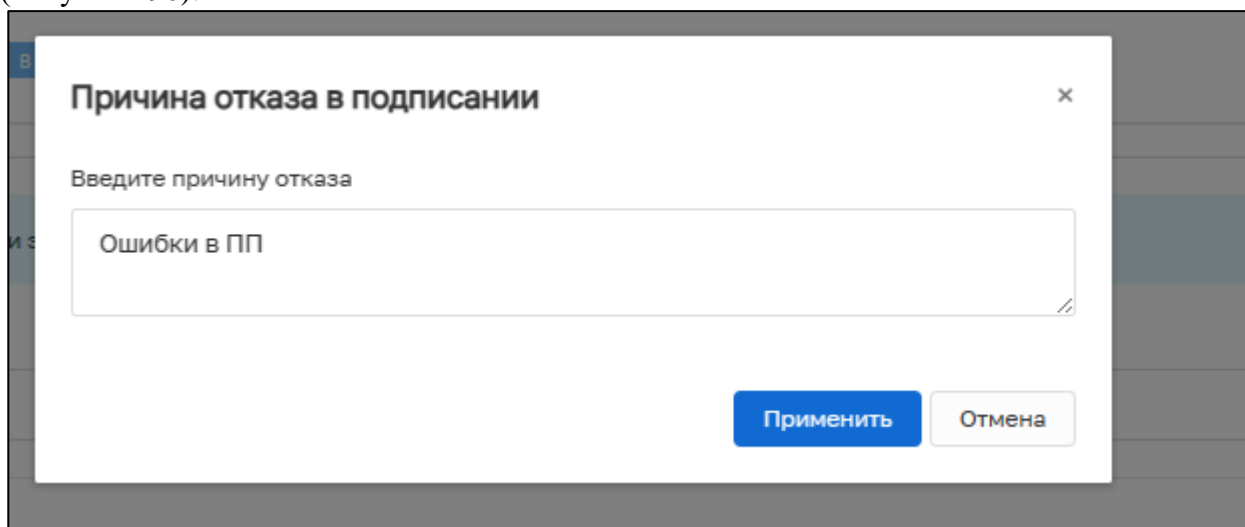 В
Причина отказа в подписании
×
Введите причину отказа
и з
Ошибки в ПП
Применить Отмена